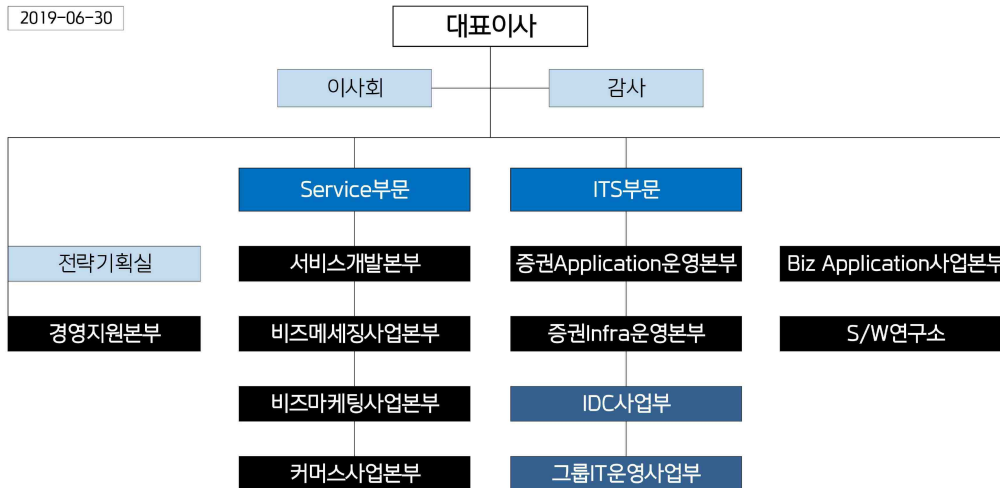 2019-06-30
대표이사
이사회
감사
Service부문
ITS부문
전략기획실
서비스개발본부
증권Application운영본부
Biz Application사업본부
경영지원본부
비즈메세징사업본부
증권Infra운영본부
S/W연구소
비즈마케팅사업본부
IDC사업부
커머스사업본부
그룹IT운영사업부